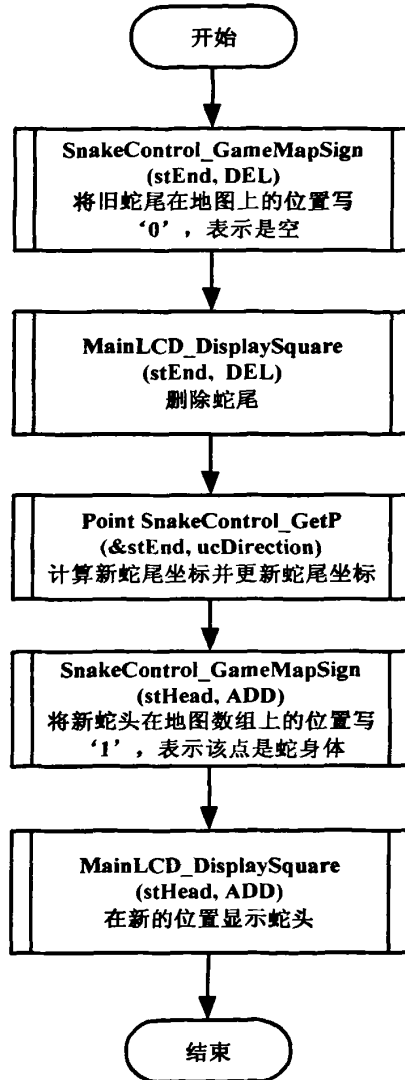 开始
SnakeControl_GameMapSign
(stEnd, DEL)
将旧蛇尾在地图上的位置写
‘0’，表示是空
MainLCD_DisplaySquare
(stEnd, DEL)
删除蛇尾
Point SnakeControl_GetP
(&stEnd, ucDirection)
计算新蛇尾坐标并更新蛇尾坐标
SnakeControl_GameMapSign
(stHead, ADD)
将新蛇头在地图数组上的位置写
‘1’，表示该点是蛇身体
MainLCD_DisplaySquare
(stHead, ADD)
在新的位置显示蛇头
结束